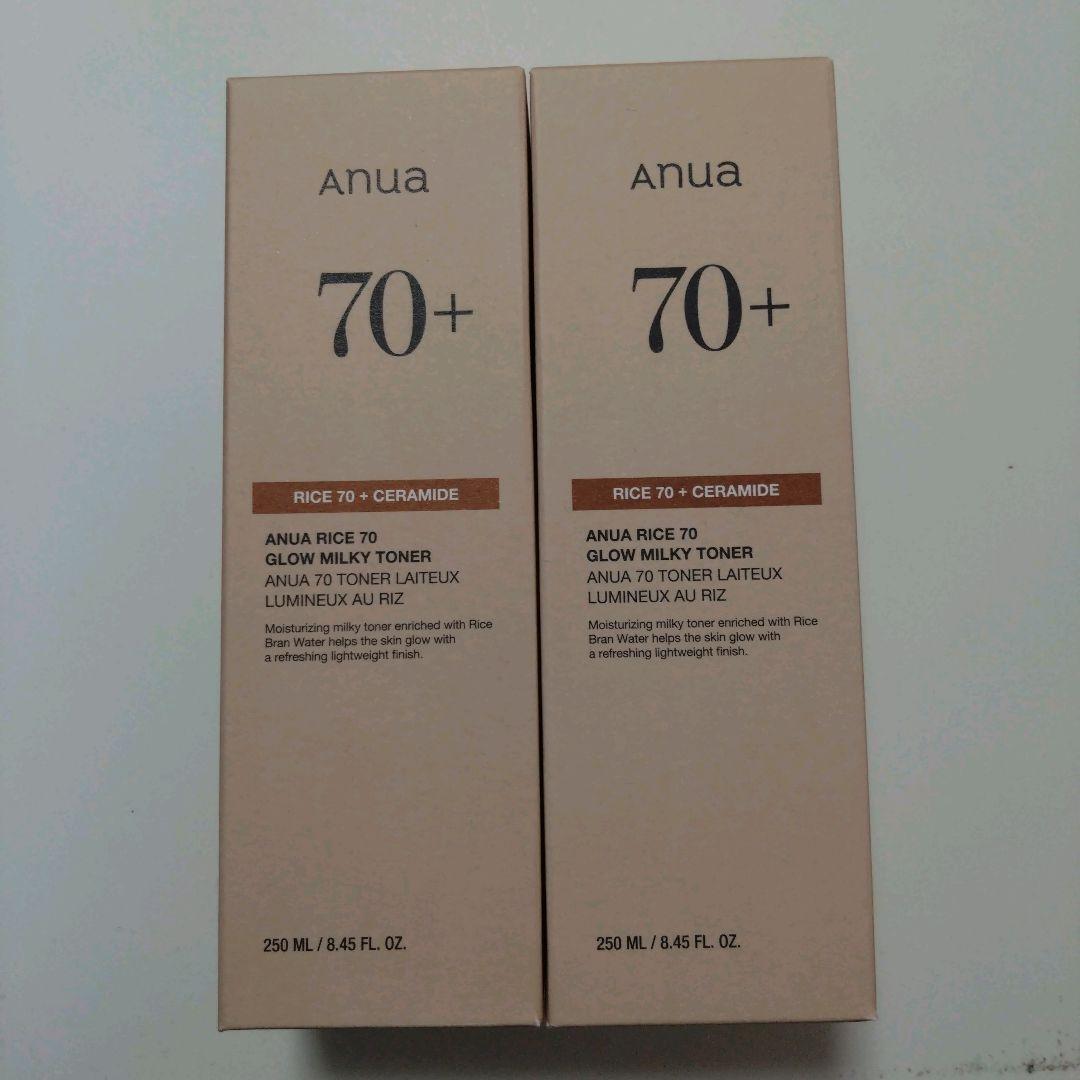 Anua
70+
RICE 70 + CERAMIDE
ANUA RICE 70
GLOW MILKY TONER
ANUA 70 TONER LAITEUX
LUMINEUX AU RIZ
Moisturizing milky toner enriched with Rice
Bran Water helps the skin glow with
a refreshing lightweight finish.
250 ML / 8.45 FL. OZ.
Anua
70+
RICE 70 + CERAMIDE
ANUA RICE 70
GLOW MILKY TONER
ANUA 70 TONER LAITEUX
LUMINEUX AU RIZ
Moisturizing milky toner enriched with Rice
Bran Water helps the skin glow with
a refreshing lightweight finish.
250 ML / 8.45 FL. OZ.